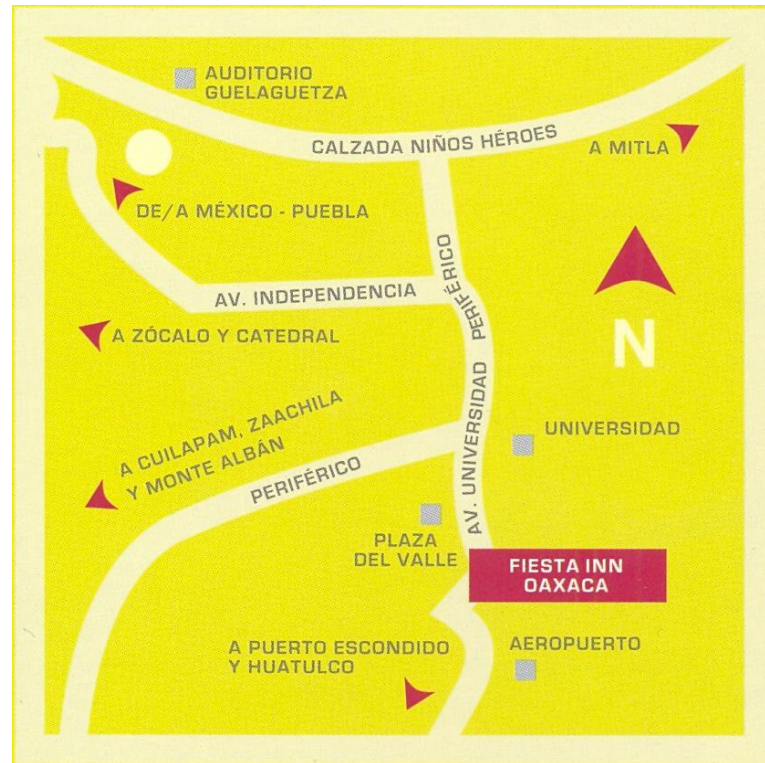 AUDITORIO
GUELAGUETZA
CALZADA NIÑOS HÉROES
A MITLA
DE/A MÉXICO - PUEBLA
PERIFÉRICO
AV. INDEPENDENCIA
A ZÓCALO Y CATEDRAL
N
A CUILAPAM, ZAACHILA
Y MONTE ALBÁN
AV. UNIVERSIDAD
UNIVERSIDAD
PERIFÉRICO
PLAZA
DEL VALLE
FIESTA INN
OAXACA
A PUERTO ESCONDIDO
Y HUATULCO
AEROPUERTO